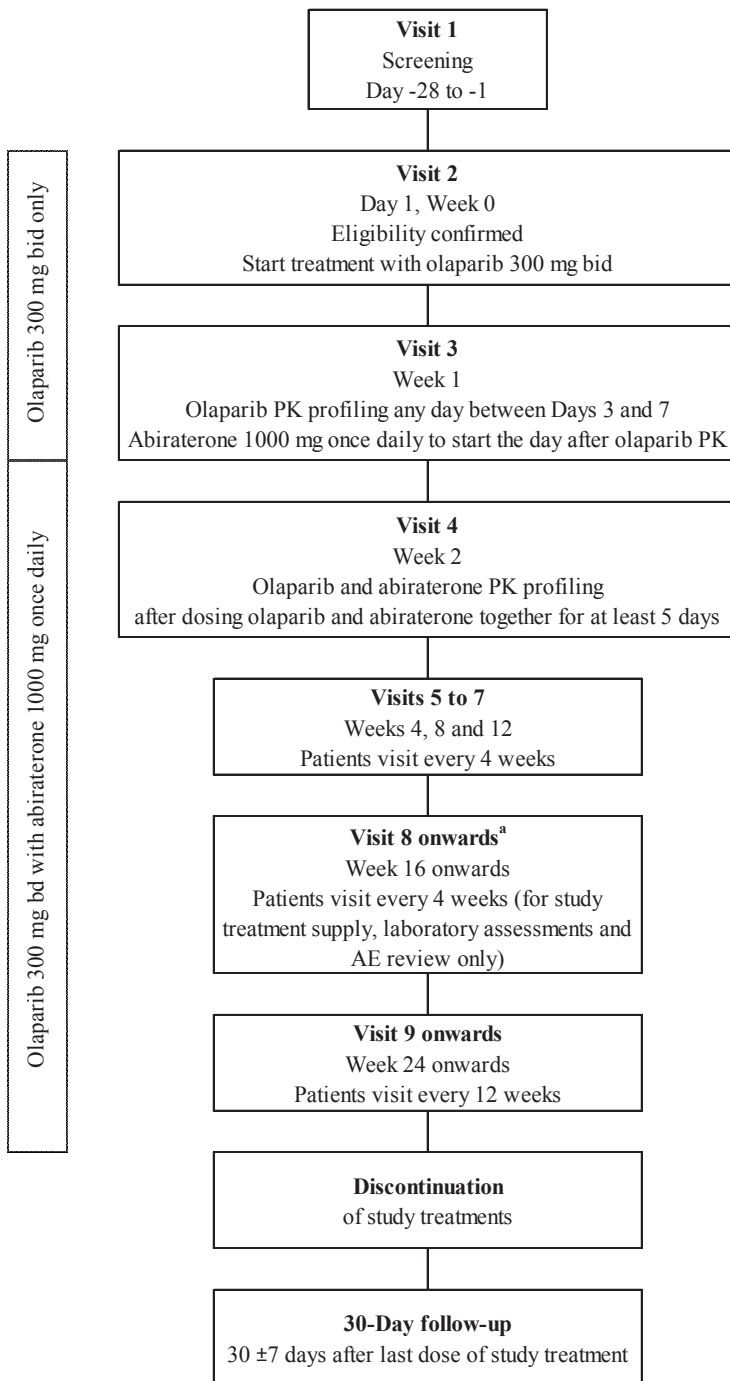 Visit 1
Screening
Day -28 to -1
Olaparib 300 mg bid only
Visit 2
Day 1, Week 0
Eligibility confirmed
Start treatment with olaparib 300 mg bid
Visit 3
Week 1
Olaparib PK profiling any day between Days 3 and 7
Abiraterone 1000 mg once daily to start the day after olaparib PK
Olaparib 300 mg bd with abiraterone 1000 mg once daily
Visit 4
Week 2
Olaparib and abiraterone PK profiling
after dosing olaparib and abiraterone together for at least 5 days
Visits 5 to 7
Weeks 4, 8 and 12
Patients visit every 4 weeks
Visit 8 onwardsᵃ
Week 16 onwards
Patients visit every 4 weeks (for study
treatment supply, laboratory assessments and
AE review only)
Visit 9 onwards
Week 24 onwards
Patients visit every 12 weeks
Discontinuation
of study treatments
30-Day follow-up
30 ±7 days after last dose of study treatment